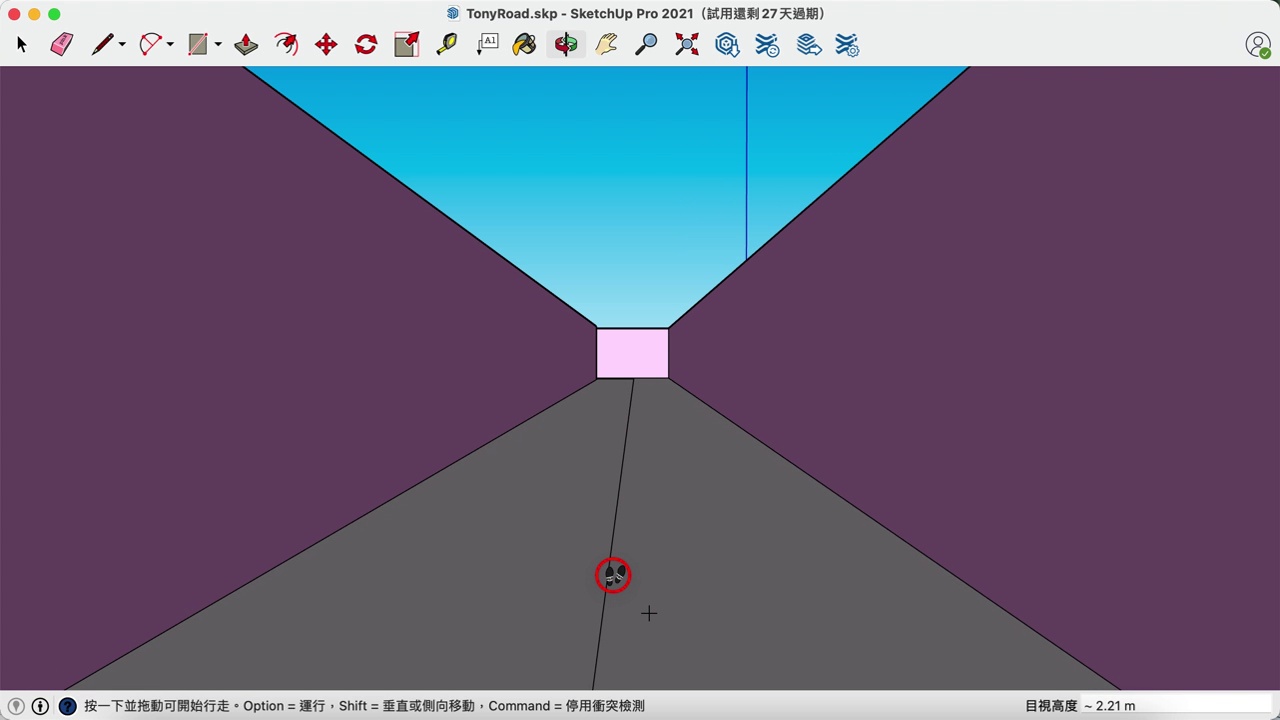 TonyRoad.skp - SketchUp Pro 2021（試用還剩 27 天過期）
A1
按一下並拖動可開始行走。Option = 運行，Shift = 垂直或側向移動，Command = 停用衝突檢測
目視高度 ~ 2.21 m